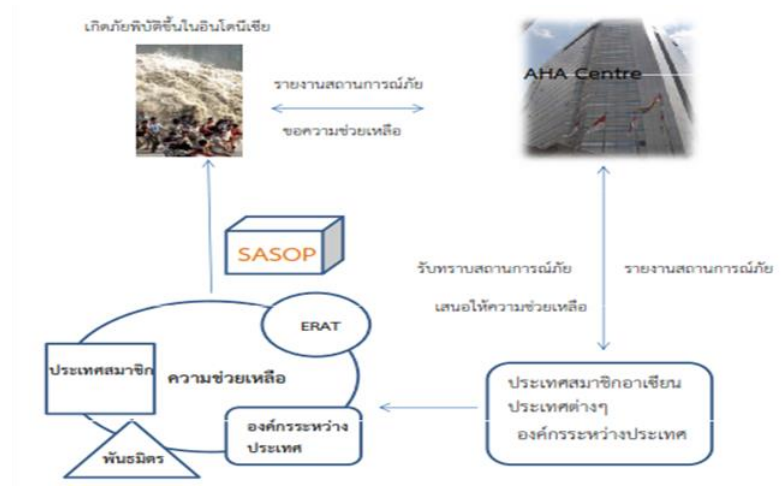 เกิดภัยพิบัติขึ้นในอินโดนีเซีย
AHA Centre
รายงานสถานการณ์ภัย
ขอความช่วยเหลือ
SASOP
รับทราบสถานการณ์ภัย
รายงานสถานการณ์ภัย
เสนอให้ความช่วยเหลือ
ERAT
ประเทศสมาชิก
ความช่วยเหลือ
องค์กรระหว่าง
ประเทศ
พันธมิตร
ประเทศสมาชิกอาเซียน
ประเทศต่างๆ
องค์กรระหว่างประเทศ